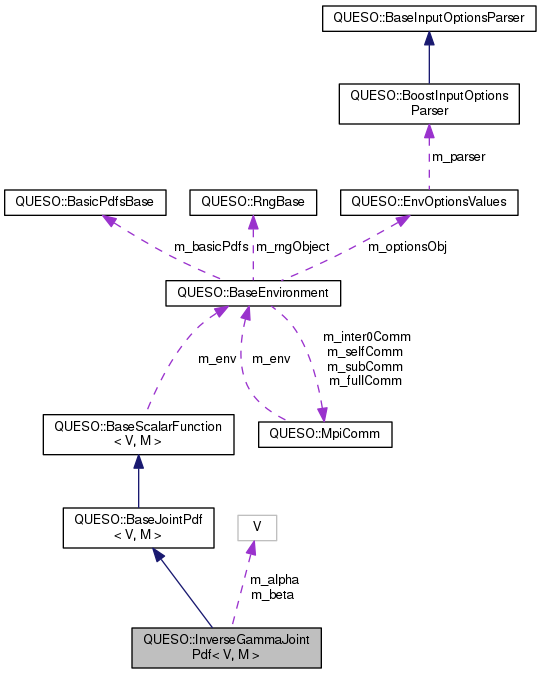 QUESO::BaseInputOptionsParser
QUESO::BoostInputOptions
Parser
m_parser
QUESO::BasicPdfsBase
QUESO::RngBase
QUESO::EnvOptionsValues
m_basicPdfs
m_rngObject
m_optionsObj
QUESO::BaseEnvironment
m_env
m_env
m_inter0Comm
m_selfComm
m_subComm
m_fullComm
QUESO::BaseScalarFunction
< V, M >
QUESO::MpiComm
QUESO::BaseJointPdf
< V, M >
V
m_alpha
m_beta
QUESO::InverseGammaJoint
Pdf< V, M >